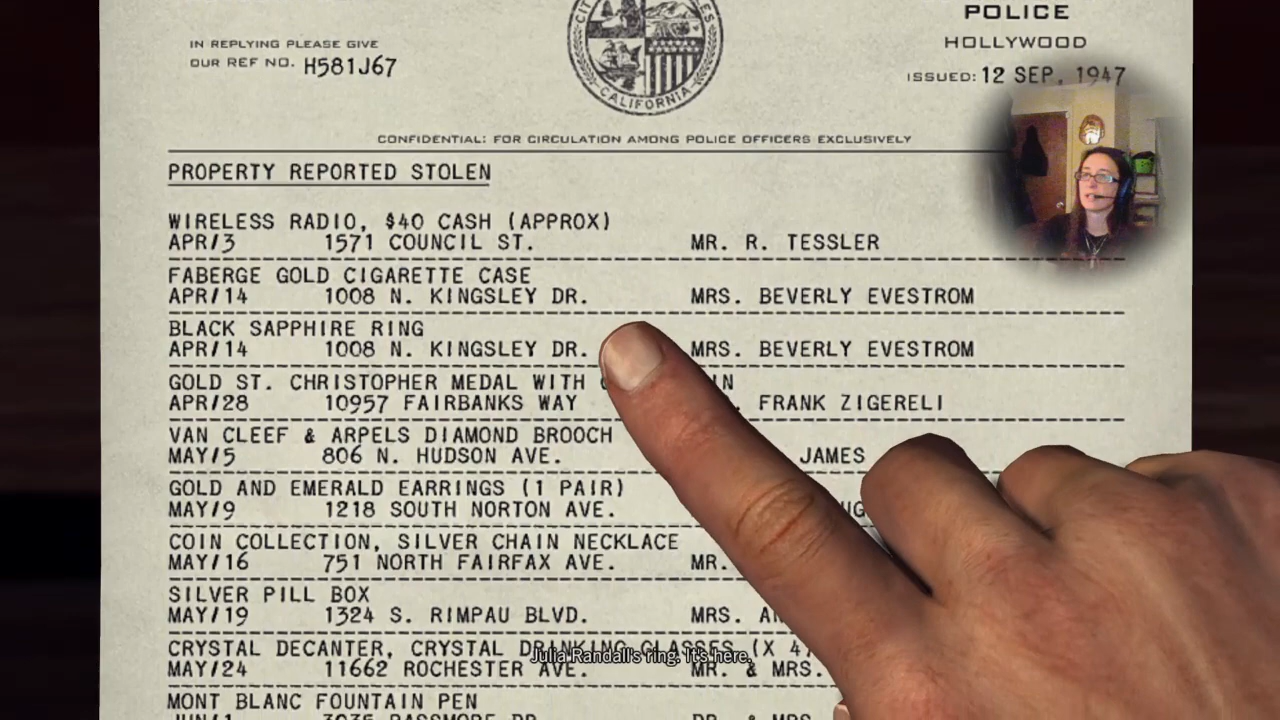 POLICE
HOLLYWOOD
IN REPLYING PLEASE GIVE
OUR REF NO. H581J67
ISSUED: 12 SEP, 1947
CALIFORNIA
CONFIDENTIAL: FOR CIRCULATION AMONG POLICE OFFICERS EXCLUSIVELY
PROPERTY REPORTED STOLEN
WIRELESS RADIO, $40 CASH (APPROX)
APR/3 1571 COUNCIL ST. MR. R. TESSLER
FABERGE GOLD CIGARETTE CASE
APR/14 1008 N. KINGSLEY DR. MRS. BEVERLY EVESTROM
BLACK SAPPHIRE RING
APR/14 1008 N. KINGSLEY DR. MRS. BEVERLY EVESTROM
GOLD ST. CHRISTOPHER MEDAL WITH
APR/28 10957 FAIRBANKS WAY FRANK ZIGERELI
VAN CLEEF & ARPELS DIAMOND BROOCH
MAY/5 806 N. HUDSON AVE. JAMES
GOLD AND EMERALD EARRINGS (1 PAIR)
MAY/9 1218 SOUTH NORTON AVE.
COIN COLLECTION, SILVER CHAIN NECKLACE
MAY/16 751 NORTH FAIRFAX AVE. MR.
SILVER PILL BOX
MAY/19 1324 S. RIMPAU BLVD. MRS.
CRYSTAL DECANTER, CRYSTAL DRINKING GLASSES (X 4)
Julia Randall's ring. It's here.
MAY/24 11662 ROCHESTER AVE. MR. & MRS.
MONT BLANC FOUNTAIN PEN